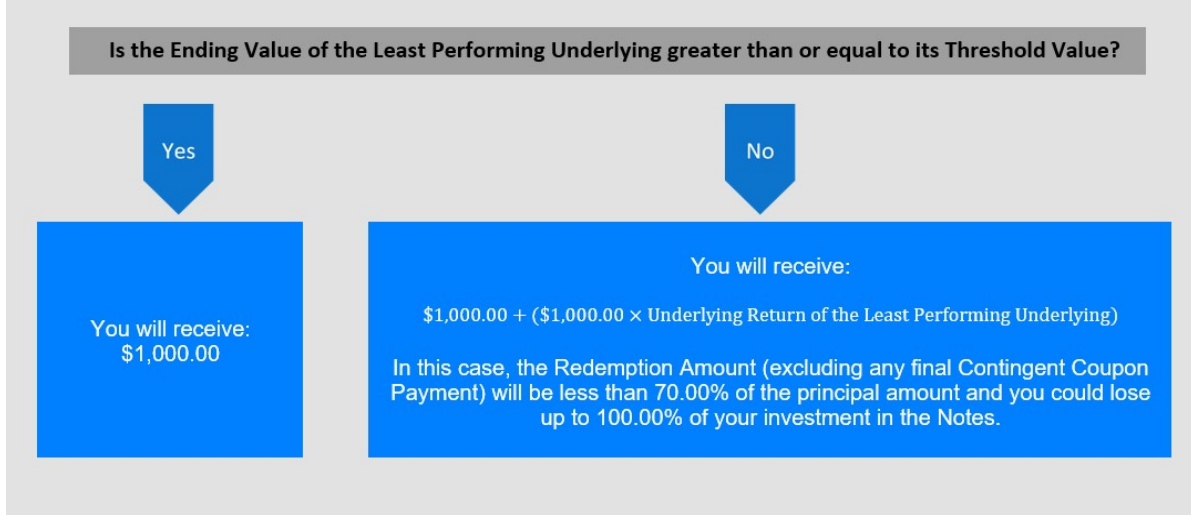 Is the Ending Value of the Least Performing Underlying greater than or equal to its Threshold Value?
Yes
No
You will receive:
$1,000.00
You will receive:
$1,000.00 + ($1,000.00 × Underlying Return of the Least Performing Underlying)
In this case, the Redemption Amount (excluding any final Contingent Coupon
Payment) will be less than 70.00% of the principal amount and you could lose
up to 100.00% of your investment in the Notes.